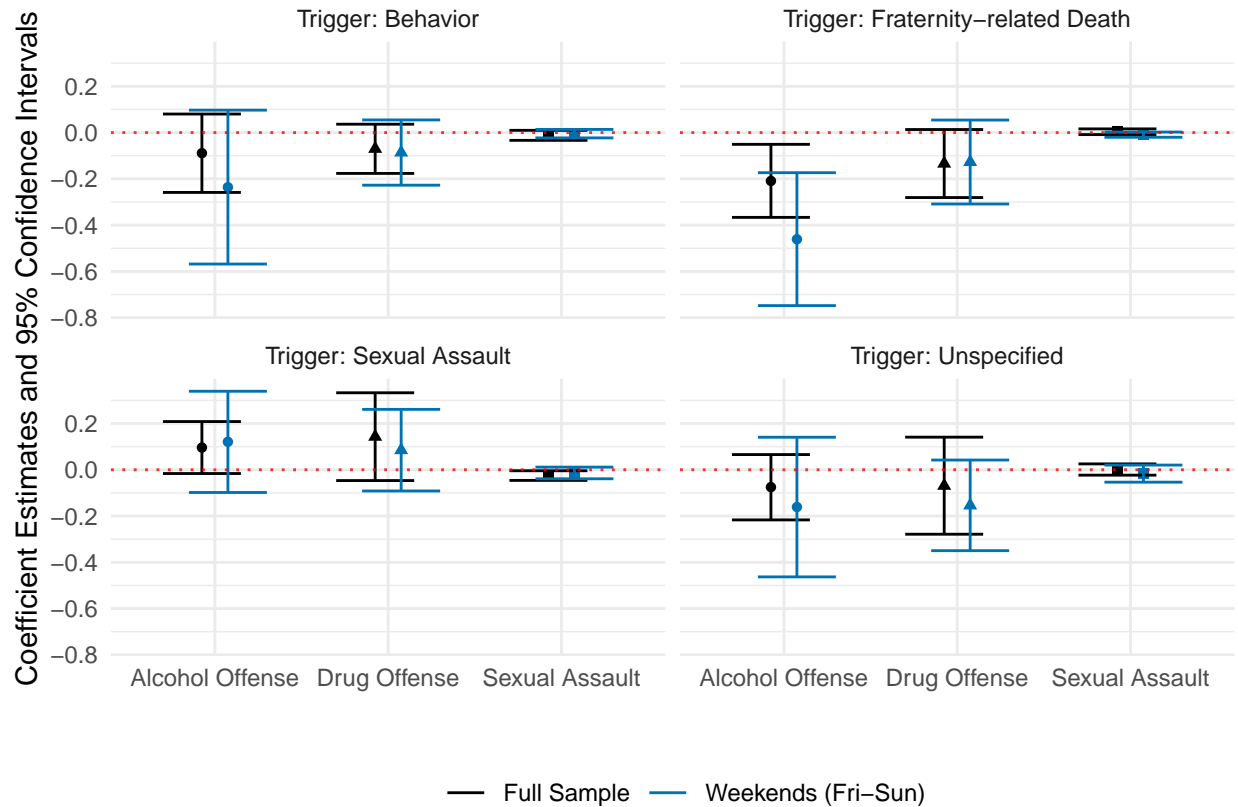 Trigger: Behavior
Trigger: Fraternity−related Death
Coefficient Estimates and 95% Confidence Intervals
0.2
0.0
−0.2
−0.4
−0.6
−0.8
Trigger: Sexual Assault
Trigger: Unspecified
0.2
0.0
−0.2
−0.4
−0.6
−0.8
Alcohol Offense Drug Offense Sexual Assault
Alcohol Offense Drug Offense Sexual Assault
Full Sample Weekends (Fri−Sun)